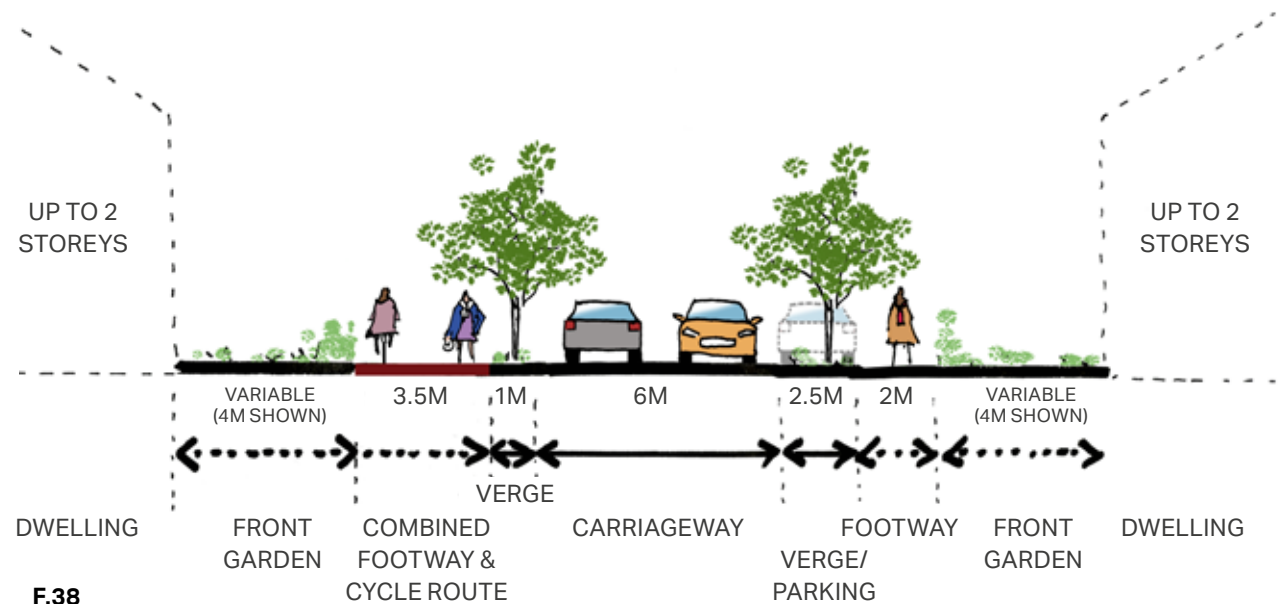 UP TO 2
STOREYS
UP TO 2
STOREYS
VARIABLE
(4M SHOWN)
3.5M
1M
6M
2.5M
2M
VARIABLE
(4M SHOWN)
VERGE
DWELLING
FRONT
GARDEN
COMBINED
FOOTWAY &
CYCLE ROUTE
CARRIAGEWAY
VERGE/
PARKING
FOOTWAY
FRONT
GARDEN
DWELLING
F.38